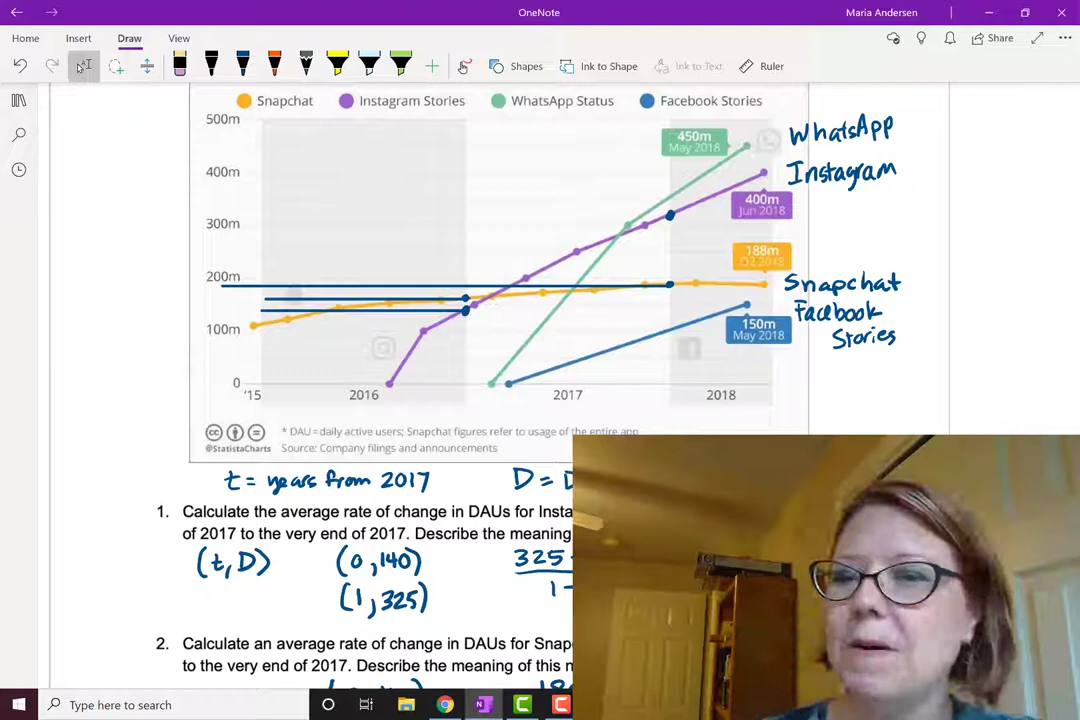 OneNote
Maria Andersen
Home Insert Draw View
Share
Shapes Ink to Shape Ink to Text Ruler
Snapchat Instagram Stories WhatsApp Status Facebook Stories
500m
400m
300m
200m
100m
0
'15 2016 2017 2018
450m
May 2018
400m
Jun 2018
188m
Q2 2018
150m
May 2018
WhatsApp
Instagram
Snapchat
Facebook
Stories
@StatistaCharts
* DAU = daily active users; Snapchat figures refer to usage of the entire app
Source: Company filings and announcements
t = years from 2017 D =
1. Calculate the average rate of change in DAUs for Insta
of 2017 to the very end of 2017. Describe the meaning
(t, D) (0, 140) 325
(1, 325) 1 -
2. Calculate an average rate of change in DAUs for Snap
to the very end of 2017. Describe the meaning of this n
Type here to search